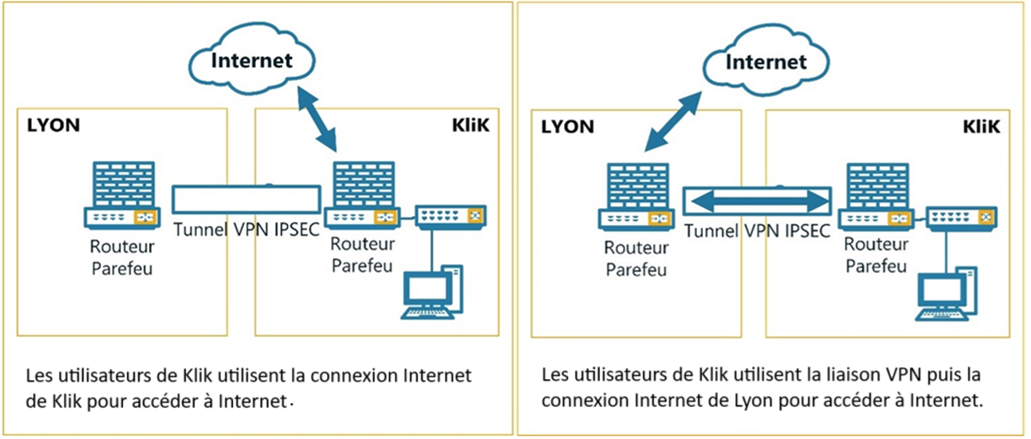 Internet
LYON
KliK
Tunnel VPN IPSEC
Routeur
Parefeu
Routeur
Parefeu
Les utilisateurs de Klik utilisent la connexion Internet
de Klik pour accéder à Internet.
Internet
LYON
KliK
Tunnel VPN IPSEC
Routeur
Parefeu
Routeur
Parefeu
Les utilisateurs de Klik utilisent la liaison VPN puis la
connexion Internet de Lyon pour accéder à Internet.